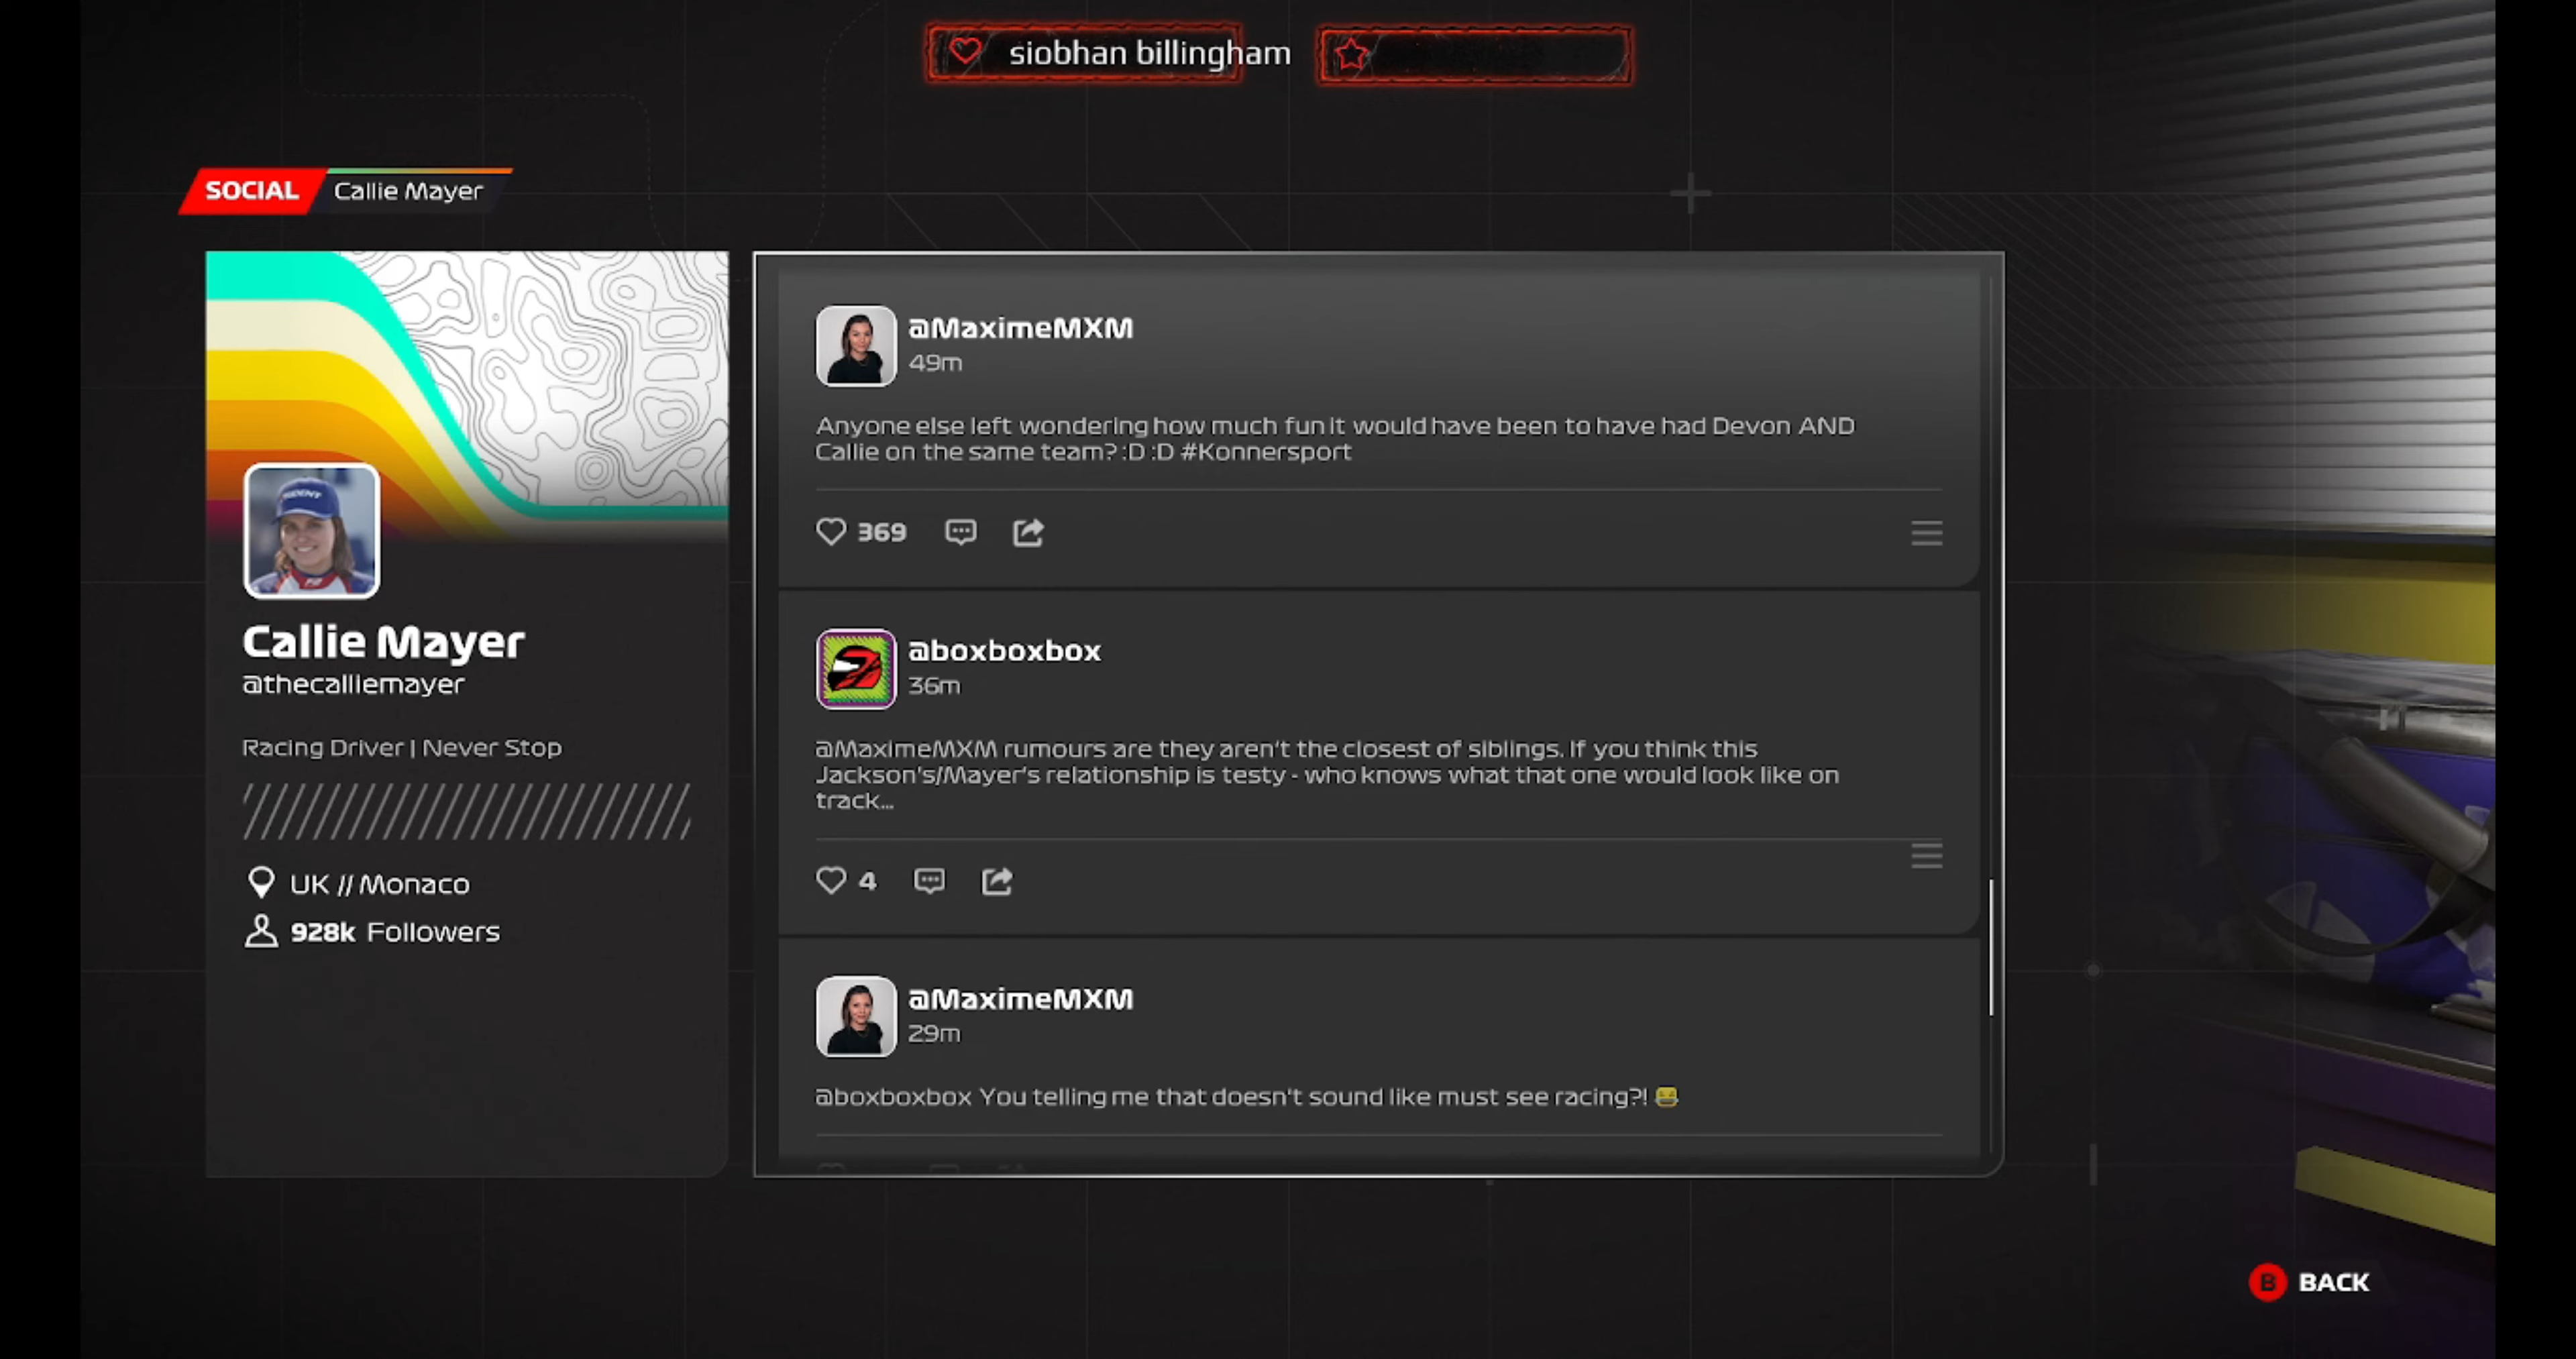 siobhan billingham
SOCIAL
Callie Mayer
Callie Mayer
@thecalliemayer
Racing Driver | Never Stop
UK // Monaco
928k Followers
@MaximeMXM
49m
Anyone else left wondering how much fun it would have been to have had Devon AND
Callie on the same team? :D :D #Konnersport
369
@boxboxbox
36m
@MaximeMXM rumours are they aren't the closest of siblings. If you think this
Jackson's/Mayer's relationship is testy - who knows what that one would look like on
track...
4
@MaximeMXM
29m
@boxboxbox You telling me that doesn't sound like must see racing?! 😆
B BACK